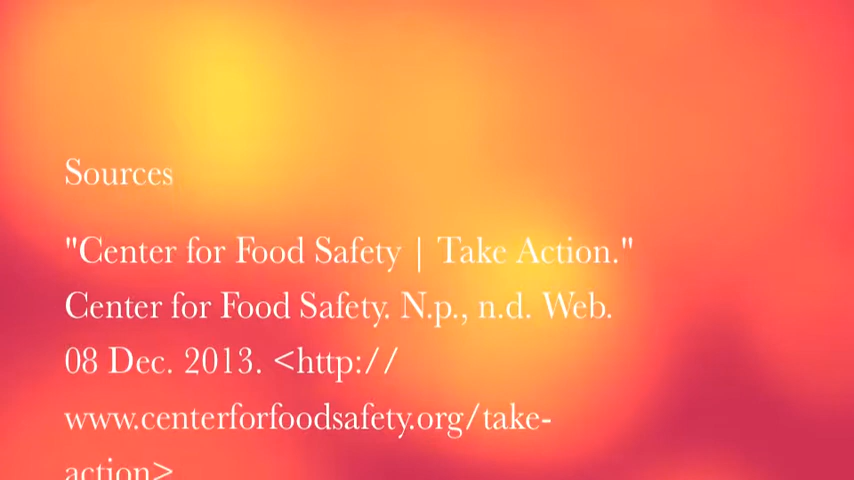 Sources
"Center for Food Safety | Take Action."
Center for Food Safety. N.p., n.d. Web.
08 Dec. 2013. <http://
www.centerforfoodsafety.org/take-
action>